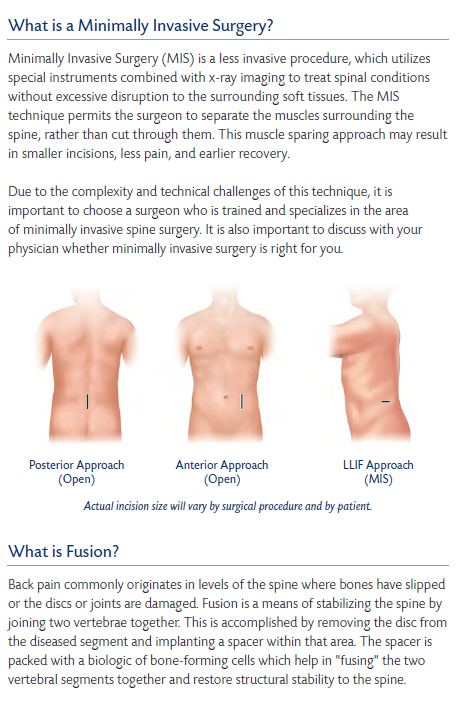 What is a Minimally Invasive Surgery?
Minimally Invasive Surgery (MIS) is a less invasive procedure, which utilizes
special instruments combined with x-ray imaging to treat spinal conditions
without excessive disruption to the surrounding soft tissues. The MIS
technique permits the surgeon to separate the muscles surrounding the
spine, rather than cut through them. This muscle sparing approach may result
in smaller incisions, less pain, and earlier recovery.
Due to the complexity and technical challenges of this technique, it is
important to choose a surgeon who is trained and specializes in the area
of minimally invasive spine surgery. It is also important to discuss with your
physician whether minimally invasive surgery is right for you.
Posterior Approach
(Open)
Anterior Approach
(Open)
LLIF Approach
(MIS)
Actual incision size will vary by surgical procedure and by patient.
What is Fusion?
Back pain commonly originates in levels of the spine where bones have slipped
or the discs or joints are damaged. Fusion is a means of stabilizing the spine by
joining two vertebrae together. This is accomplished by removing the disc from
the diseased segment and implanting a spacer within that area. The spacer is
packed with a biologic of bone-forming cells which help in "fusing" the two
vertebral segments together and restore structural stability to the spine.